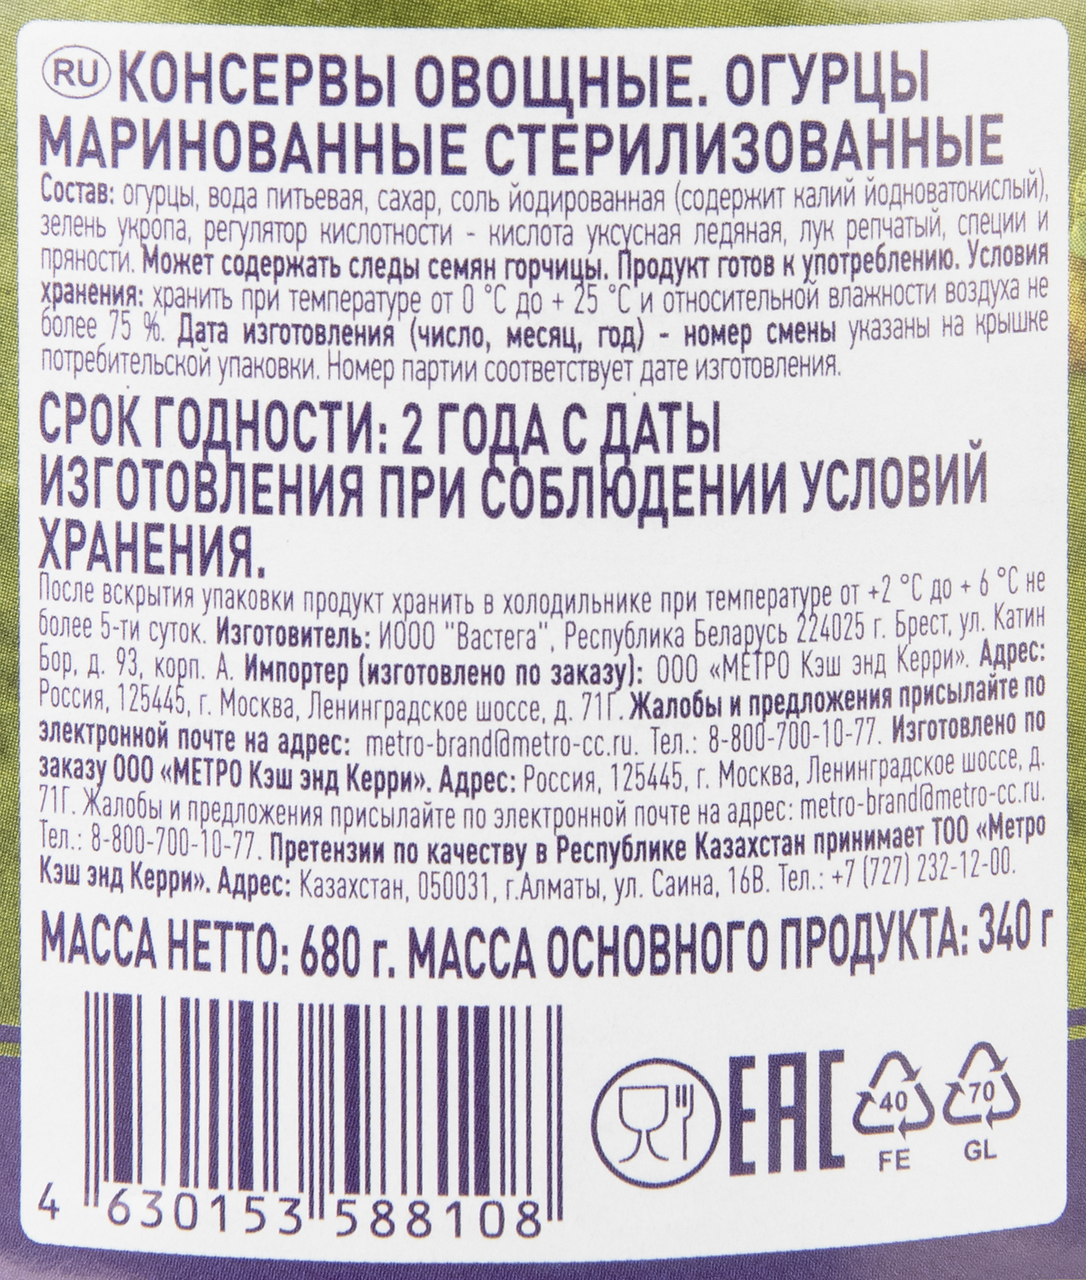 RU КОНСЕРВЫ ОВОЩНЫЕ. ОГУРЦЫ
МАРИНОВАННЫЕ СТЕРИЛИЗОВАННЫЕ
Состав: огурцы, вода питьевая, сахар, соль йодированная (содержит калий йодноватокислый),
зелень укропа, регулятор кислотности - кислота уксусная ледяная, лук репчатый, специи и
пряности. Может содержать следы семян горчицы. Продукт готов к употреблению. Условия
хранения: хранить при температуре от 0 °С до + 25 °С и относительной влажности воздуха не
более 75 %. Дата изготовления (число, месяц, год) - номер смены указаны на крышке
потребительской упаковки. Номер партии соответствует дате изготовления.
СРОК ГОДНОСТИ: 2 ГОДА С ДАТЫ
ИЗГОТОВЛЕНИЯ ПРИ СОБЛЮДЕНИИ УСЛОВИЙ
ХРАНЕНИЯ.
После вскрытия упаковки продукт хранить в холодильнике при температуре от +2 °С до + 6 °С не
более 5-ти суток. Изготовитель: ИООО "Вастега", Республика Беларусь 224025 г. Брест, ул. Катин
Бор, д. 93, корп. А. Импортер (изготовлено по заказу): ООО «МЕТРО Кэш энд Керри». Адрес:
Россия, 125445, г. Москва, Ленинградское шоссе, д. 71Г. Жалобы и предложения присылайте по
электронной почте на адрес: metro-brand@metro-cc.ru. Тел.: 8-800-700-10-77. Изготовлено по
заказу ООО «МЕТРО Кэш энд Керри». Адрес: Россия, 125445, г. Москва, Ленинградское шоссе, д.
71Г. Жалобы и предложения присылайте по электронной почте на адрес: metro-brand@metro-cc.ru.
Тел.: 8-800-700-10-77. Претензии по качеству в Республике Казахстан принимает ТОО «Метро
Кэш энд Керри». Адрес: Казахстан, 050031, г.Алматы, ул. Саина, 16В. Тел.: +7 (727) 232-12-00.
МАССА НЕТТО: 680 г. МАССА ОСНОВНОГО ПРОДУКТА: 340 г
EAC
40
FE
70
GL
4 630153 588108